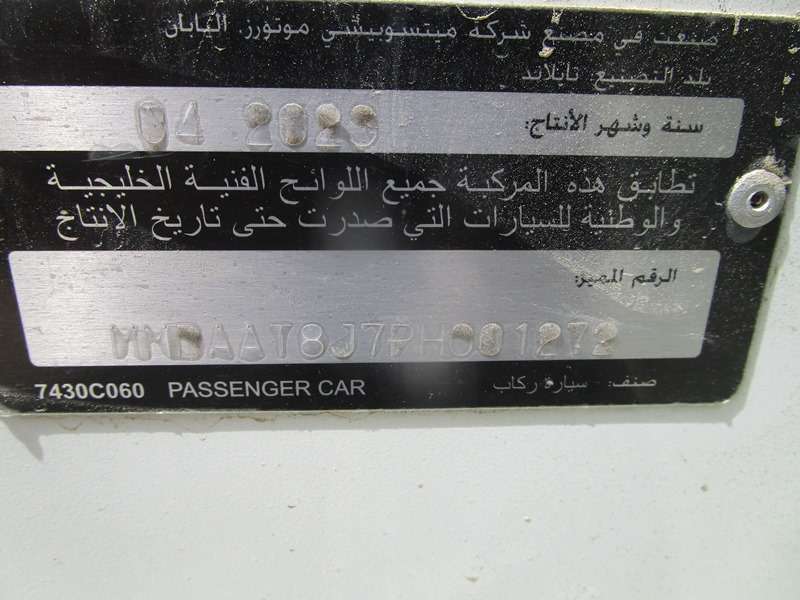 صنعت في مصنع شركة ميتسوبيشي موتورز، اليابان
بلد التصنيع تايلاند
سنة وشهر الأنتاج: 04 2023
تطابق هذه المركبة جميع اللوائح الفنية الخليجية
والوطنية للسيارات التي صدرت حتى تاريخ الإنتاج
الرقم المميز:
7430C060 PASSENGER CAR صنف: سيارة ركاب